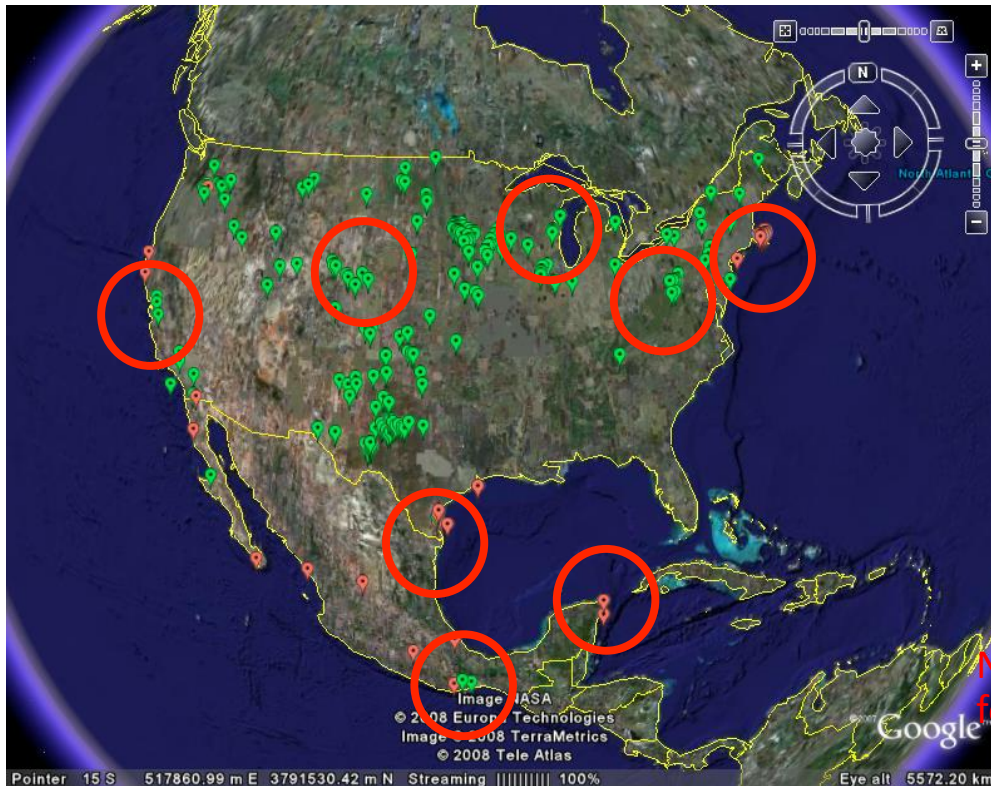 N
North Atlantic
Image NASA
© 2008 Europa Technologies
Image © 2008 TerraMetrics
© 2008 Tele Atlas
©2007 Google
Pointer 15 S 517860.99 m E 3791530.42 m N Streaming |||||||||| 100% Eye alt 5572.20 km